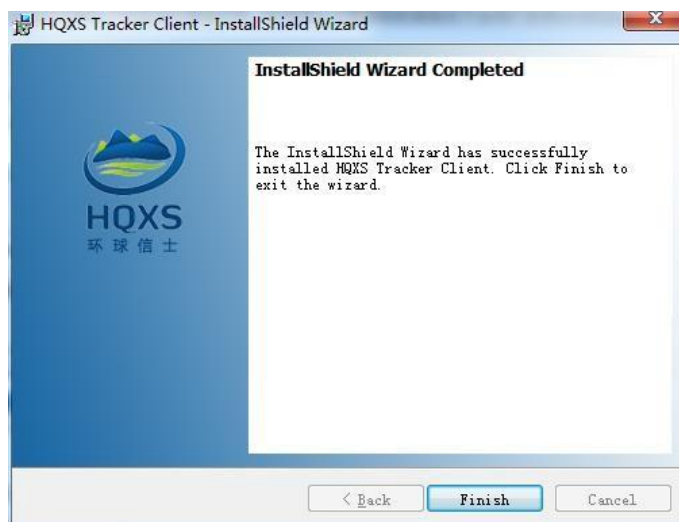 HQXS Tracker Client - InstallShield Wizard
InstallShield Wizard Completed
The InstallShield Wizard has successfully
installed HQXS Tracker Client. Click Finish to
exit the wizard.
HQXS
环球信士
< Back
Finish
Cancel